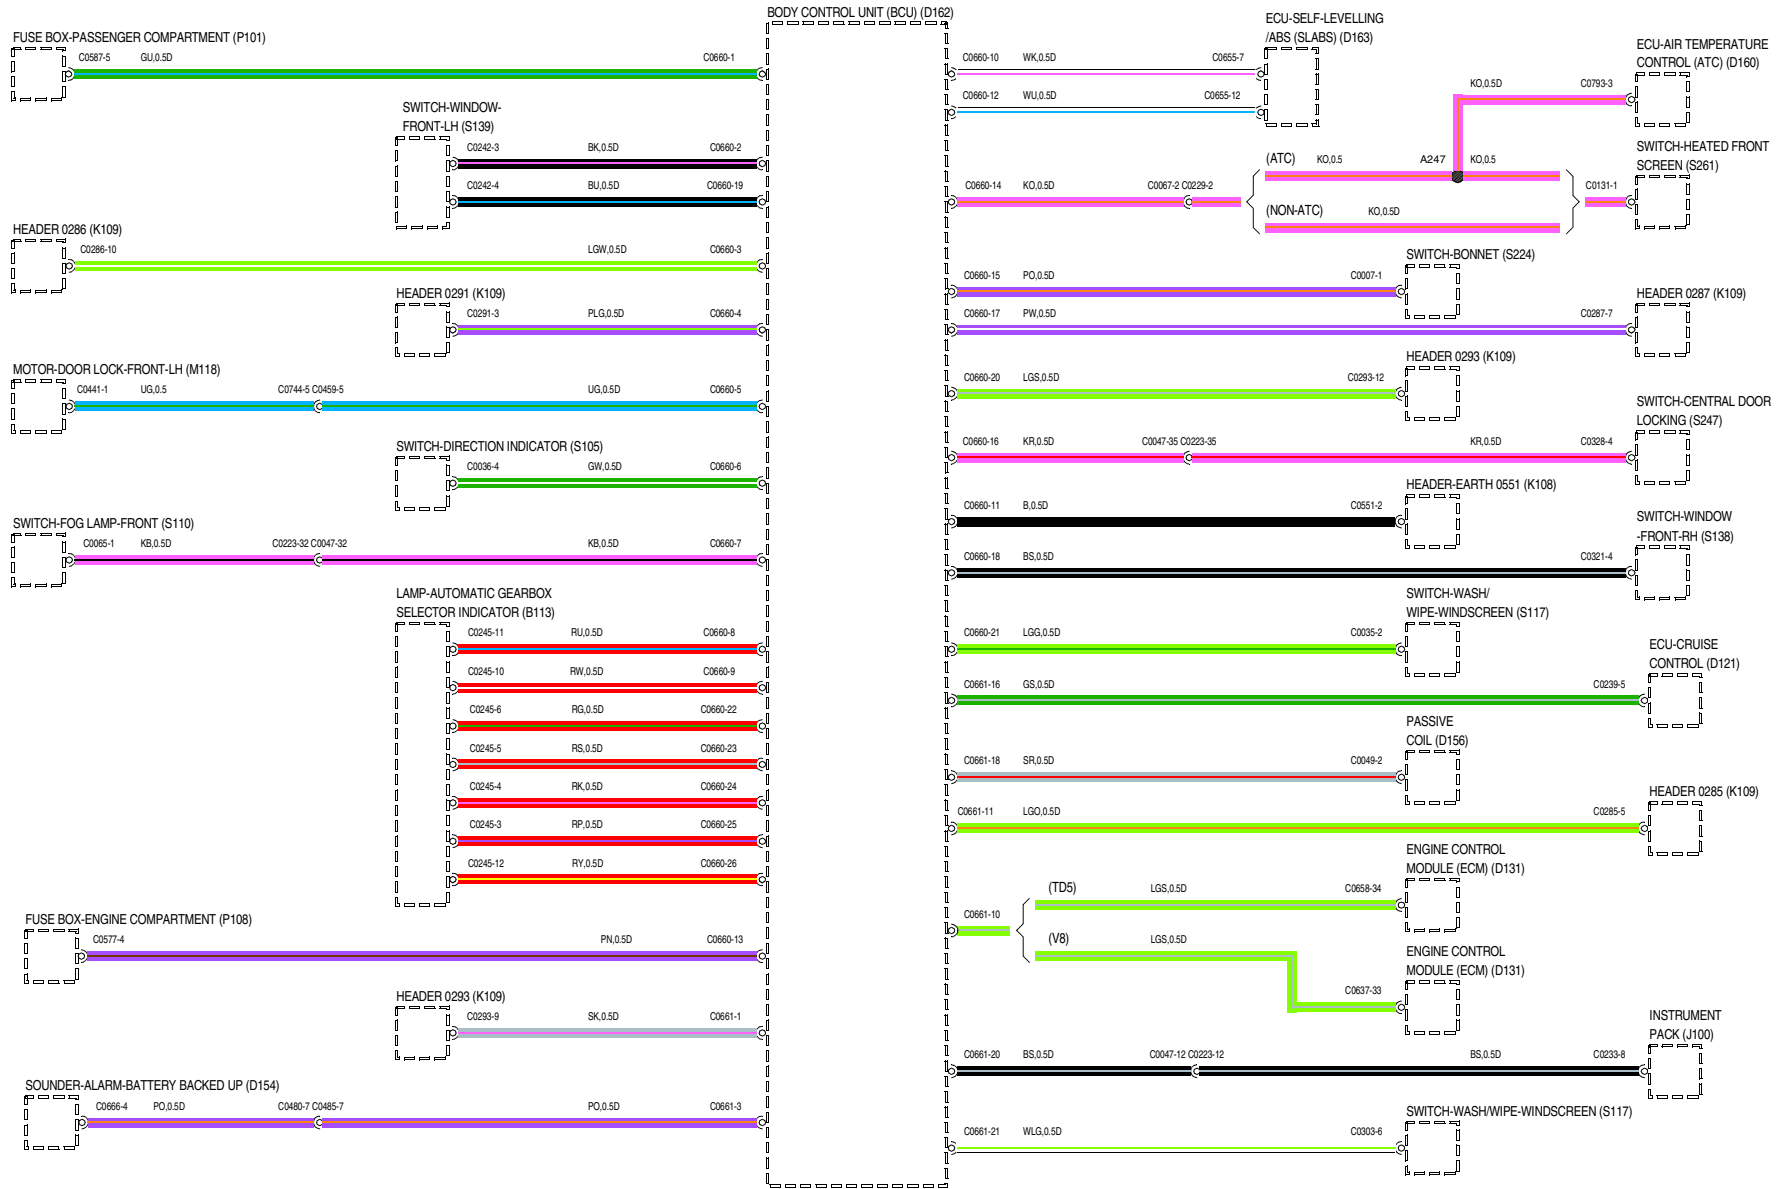 BODY CONTROL UNIT (BCU) (D162)
FUSE BOX-PASSENGER COMPARTMENT (P101)
C0587-5 GU,0.5D C0660-1
SWITCH-WINDOW-
FRONT-LH (S139)
C0242-3 BK,0.5D C0660-2
C0242-4 BU,0.5D C0660-19
HEADER 0286 (K109)
C0286-10 LGW,0.5D C0660-3
HEADER 0291 (K109)
C0291-3 PLG,0.5D C0660-4
MOTOR-DOOR LOCK-FRONT-LH (M118)
C0441-1 UG,0.5 C0744-5 C0459-5 UG,0.5D C0660-5
SWITCH-DIRECTION INDICATOR (S105)
C0036-4 GW,0.5D C0660-6
SWITCH-FOG LAMP-FRONT (S110)
C0065-1 KB,0.5D C0223-32 C0047-32 KB,0.5D C0660-7
LAMP-AUTOMATIC GEARBOX
SELECTOR INDICATOR (B113)
C0245-11 RU,0.5D C0660-8
C0245-10 RW,0.5D C0660-9
C0245-6 RG,0.5D C0660-22
C0245-5 RS,0.5D C0660-23
C0245-4 RK,0.5D C0660-24
C0245-3 RP,0.5D C0660-25
C0245-12 RY,0.5D C0660-26
FUSE BOX-ENGINE COMPARTMENT (P108)
C0577-4 PN,0.5D C0660-13
HEADER 0293 (K109)
C0293-9 SK,0.5D C0661-1
SOUNDER-ALARM-BATTERY BACKED UP (D154)
C0666-4 PO,0.5D C0480-7 C0485-7 PO,0.5D C0661-3
ECU-SELF-LEVELLING
/ABS (SLABS) (D163)
C0660-10 WK,0.5D C0655-7
C0660-12 WU,0.5D C0655-12
ECU-AIR TEMPERATURE
CONTROL (ATC) (D160)
KO,0.5D C0793-3
SWITCH-HEATED FRONT
SCREEN (S261)
(ATC) KO,0.5 A247 KO,0.5
C0660-14 KO,0.5D C0067-2 C0229-2 C0131-1
(NON-ATC) KO,0.5D
SWITCH-BONNET (S224)
C0660-15 PO,0.5D C0007-1
HEADER 0287 (K109)
C0660-17 PW,0.5D C0287-7
HEADER 0293 (K109)
C0660-20 LGS,0.5D C0293-12
SWITCH-CENTRAL DOOR
LOCKING (S247)
C0660-16 KR,0.5D C0047-35 C0223-35 KR,0.5D C0328-4
HEADER-EARTH 0551 (K108)
C0660-11 B,0.5D C0551-2
SWITCH-WINDOW
-FRONT-RH (S138)
C0660-18 BS,0.5D C0321-4
SWITCH-WASH/
WIPE-WINDSCREEN (S117)
C0660-21 LGG,0.5D C0035-2
ECU-CRUISE
CONTROL (D121)
C0661-16 GS,0.5D C0239-5
PASSIVE
COIL (D156)
C0661-18 SR,0.5D C0049-2
HEADER 0285 (K109)
C0661-11 LGO,0.5D C0285-5
ENGINE CONTROL
MODULE (ECM) (D131)
(TD5) LGS,0.5D C0658-34
C0661-10
(V8) LGS,0.5D
ENGINE CONTROL
MODULE (ECM) (D131)
C0637-33
INSTRUMENT
PACK (J100)
C0661-20 BS,0.5D C0047-12 C0223-12 BS,0.5D C0233-8
SWITCH-WASH/WIPE-WINDSCREEN (S117)
C0661-21 WLG,0.5D C0303-6